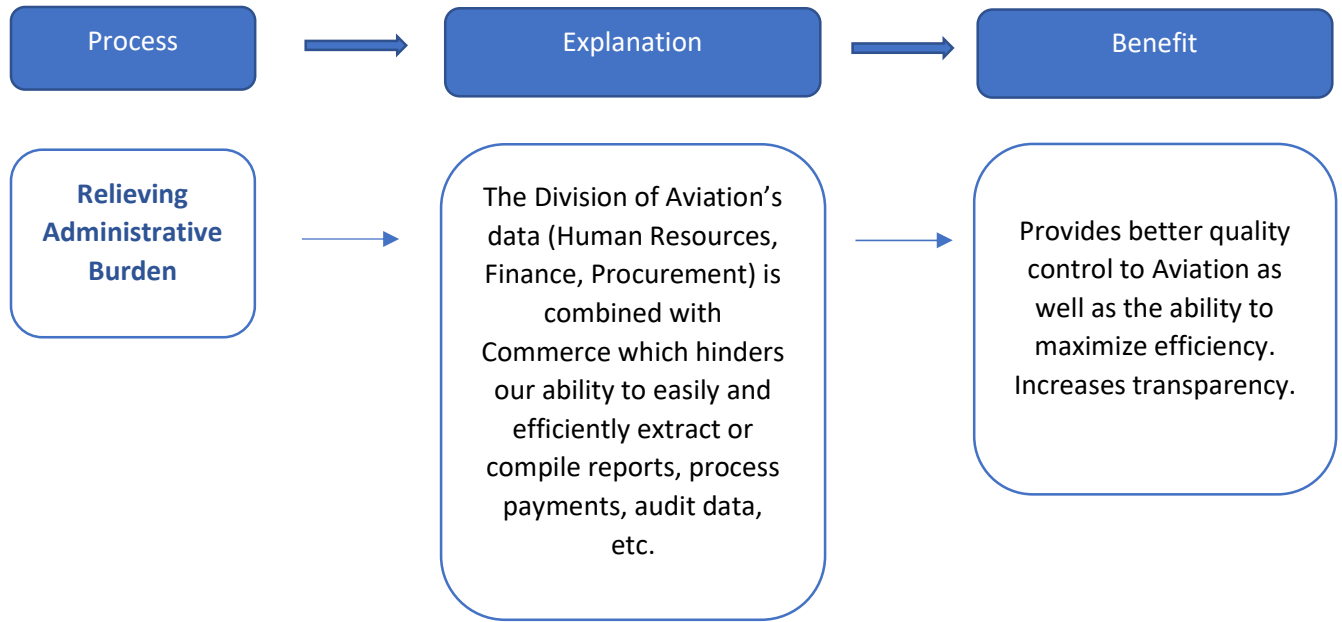 Process
Explanation
Benefit
Relieving
Administrative
Burden
The Division of Aviation’s
data (Human Resources,
Finance, Procurement) is
combined with
Commerce which hinders
our ability to easily and
efficiently extract or
compile reports, process
payments, audit data,
etc.
Provides better quality
control to Aviation as
well as the ability to
maximize efficiency.
Increases transparency.